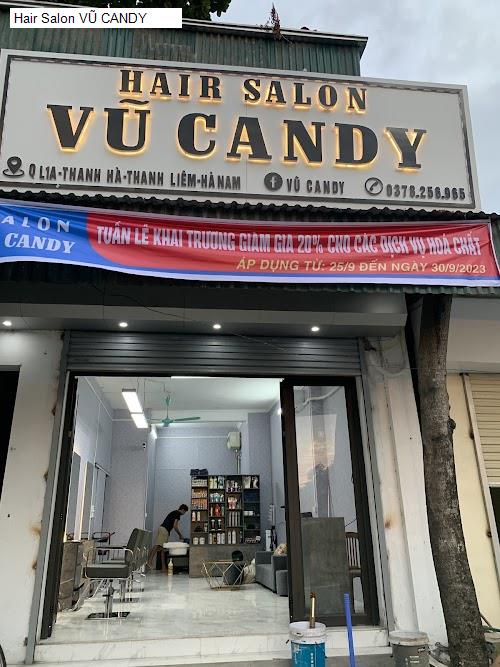 Hair Salon VŨ CANDY
HAIR SALON
VŨ CANDY
QL1A-THANH HÀ-THANH LIÊM-HÀ NAM
f VŨ CANDY
0378.256.965
SALON
CANDY
TUẦN LỄ KHAI TRƯƠNG GIẢM GIÁ 20% CHO CÁC DỊCH VỤ HOÁ CHẤT
ÁP DỤNG TỪ: 25/9 ĐẾN NGÀY 30/9/2023